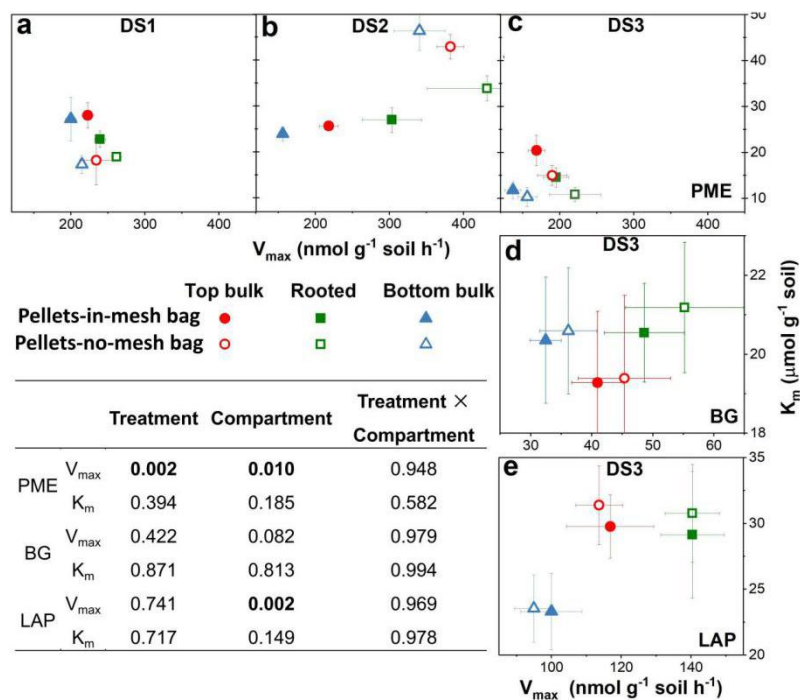 a DS1 b DS2 c DS3
50
40
30
20
10
PME
200 300 400 200 300 400 200 300 400
Vmax (nmol g⁻¹ soil h⁻¹)
Top bulk Rooted Bottom bulk
Pellets-in-mesh bag
Pellets-no-mesh bag
d DS3
22
20
18
BG
30 40 50 60
Km (μmol g⁻¹ soil)
Treatment Compartment Treatment × Compartment
PME Vmax 0.002 0.010 0.948
Km 0.394 0.185 0.582
BG Vmax 0.422 0.082 0.979
Km 0.871 0.813 0.994
LAP Vmax 0.741 0.002 0.969
Km 0.717 0.149 0.978
e DS3
35
30
25
20
LAP
100 120 140
Vmax (nmol g⁻¹ soil h⁻¹)